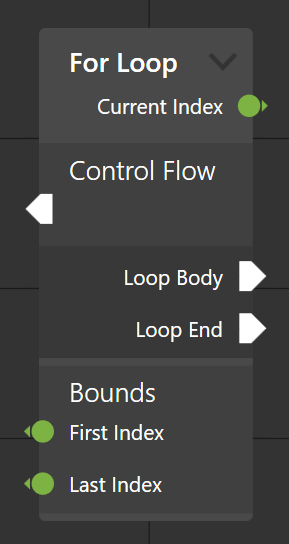 For Loop
Current Index
Control Flow
Loop Body
Loop End
Bounds
First Index
Last Index